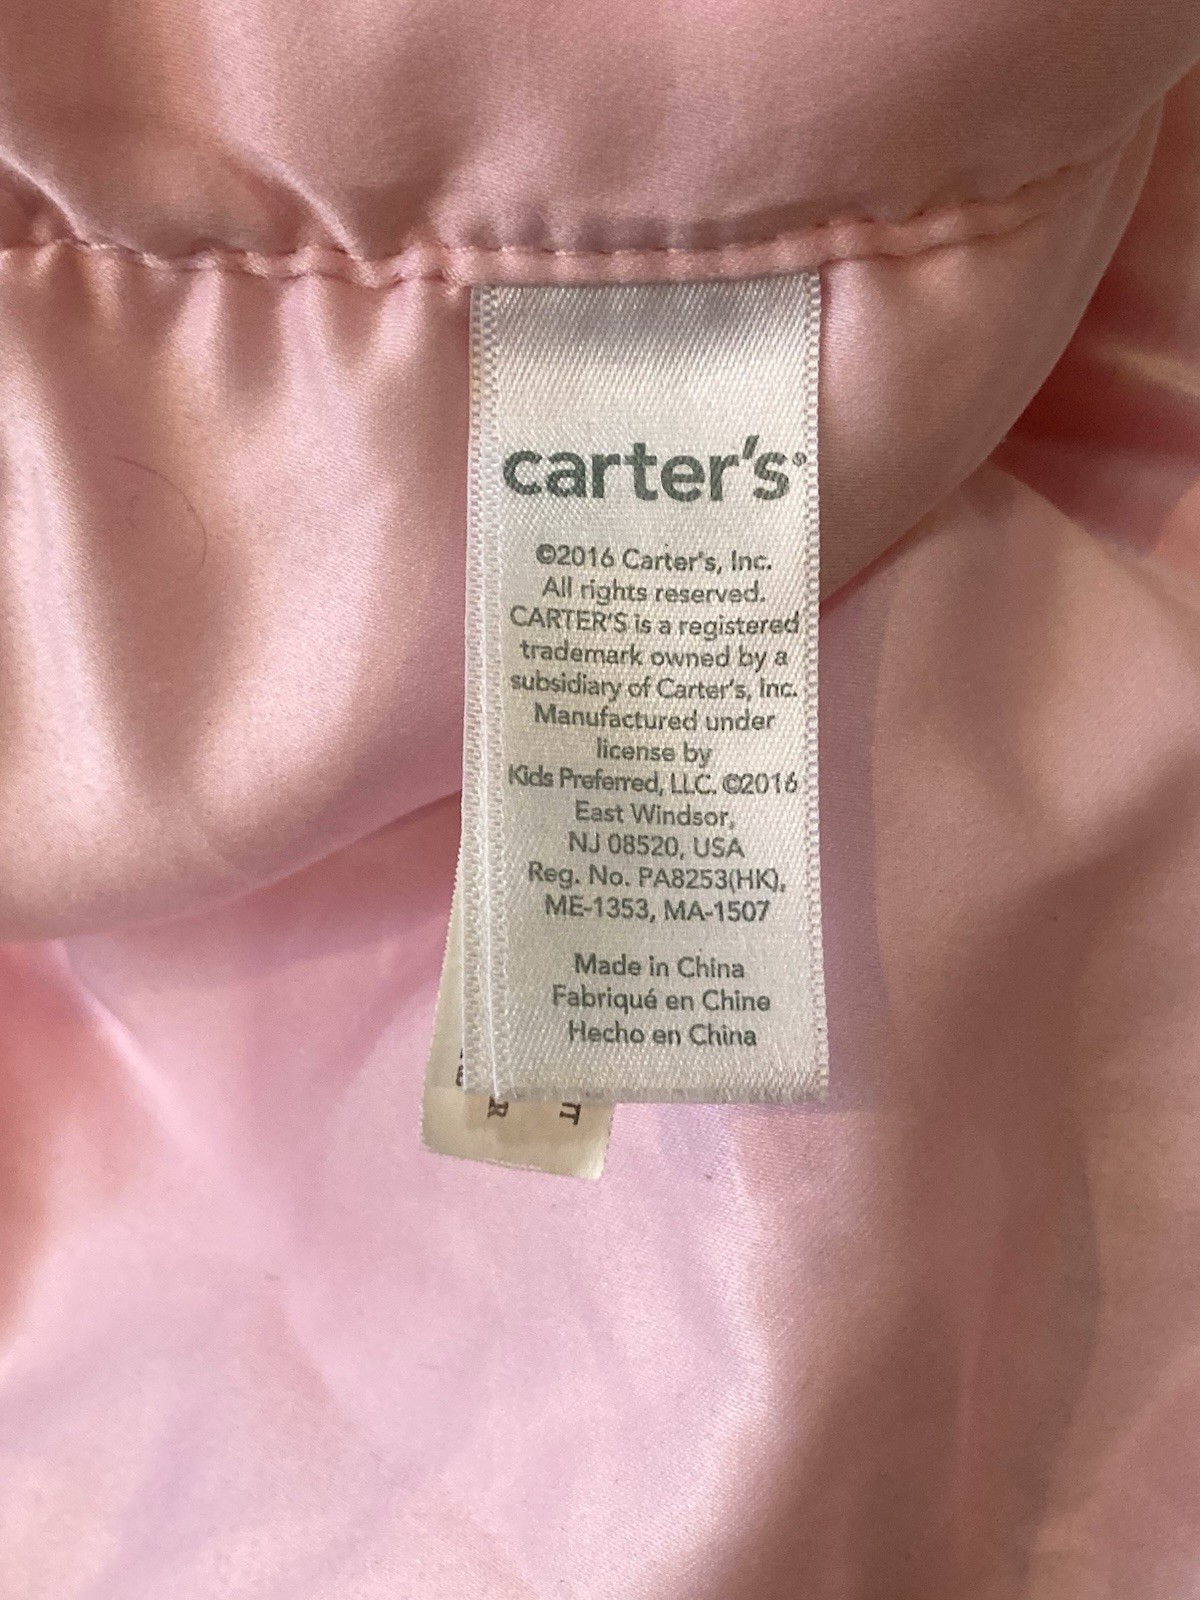 carter's®
©2016 Carter's, Inc.
All rights reserved.
CARTER'S is a registered
trademark owned by a
subsidiary of Carter's, Inc.
Manufactured under
license by
Kids Preferred, LLC. ©2016
East Windsor,
NJ 08520, USA
Reg. No. PA8253(HK),
ME-1353, MA-1507
Made in China
Fabriqué en Chine
Hecho en China